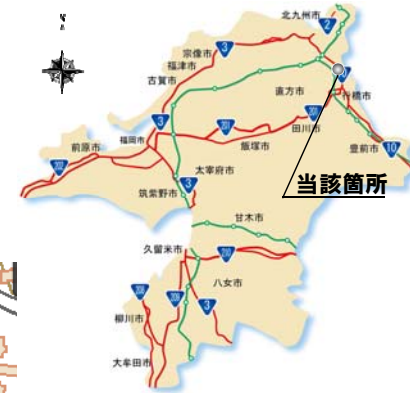 北九州市
2
宗像市
3
福津市
古賀市
直方市
行橋市
3
201
福岡市
201
田川市
前原市
飯塚市
豊前市
10
202
太宰府市
3
筑紫野市
当該箇所
甘木市
久留米市
210
八女市
208
209
3
柳川市
大牟田市